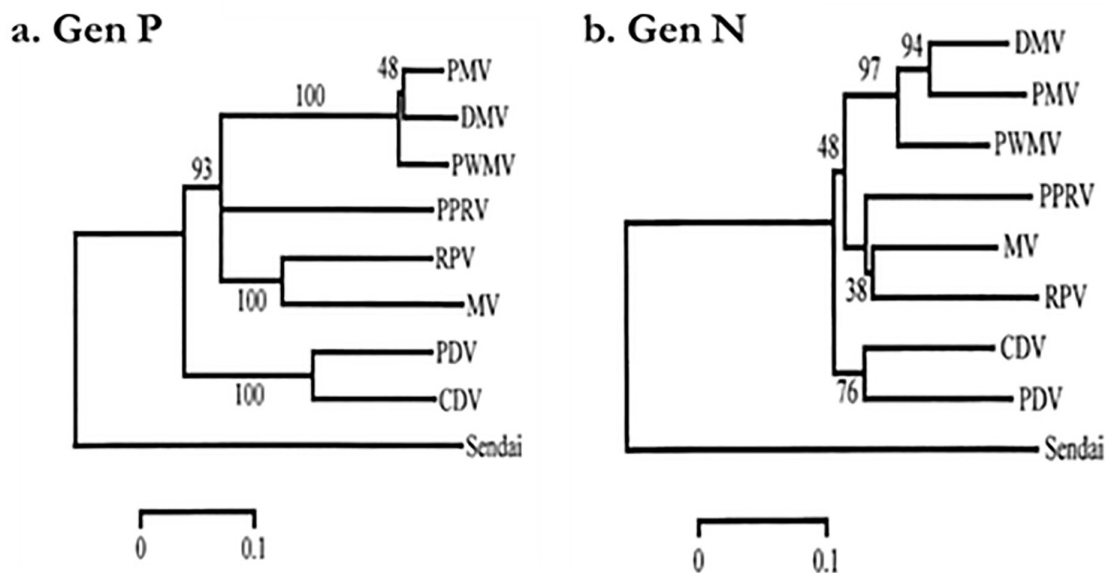 a. Gen P
48
PMV
100
DMV
PWMV
93
PPRV
RPV
100
MV
PDV
100
CDV
Sendai
0 0.1
b. Gen N
94
DMV
97
PMV
48
PWMV
PPRV
MV
38
RPV
CDV
76
PDV
Sendai
0 0.1